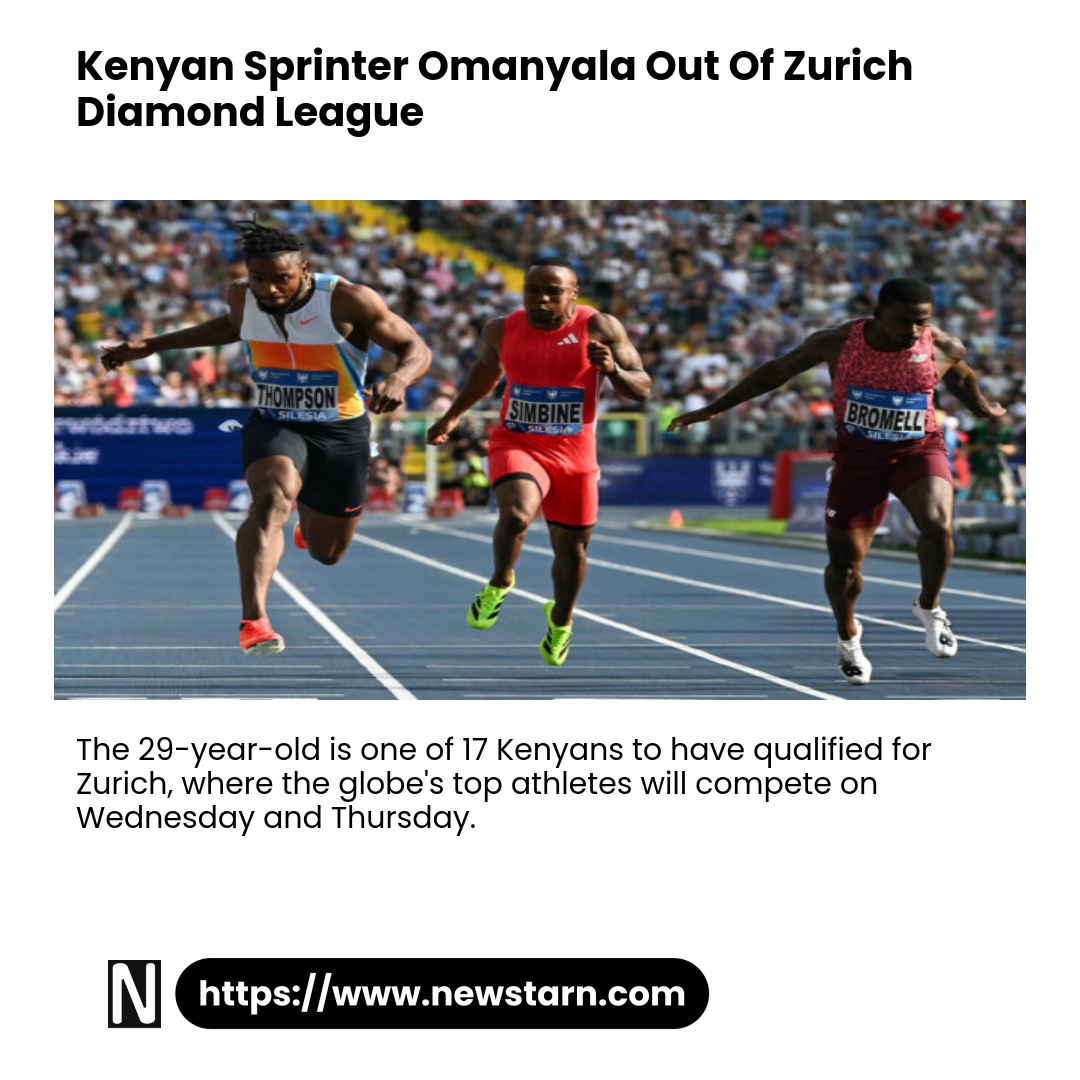 Kenyan Sprinter Omanyala Out Of Zurich
Diamond League
THOMPSON
SILESIA
SIMBINE
SILESIA
BROMELL
SILESIA
The 29-year-old is one of 17 Kenyans to have qualified for
Zurich, where the globe's top athletes will compete on
Wednesday and Thursday.
N
https://www.newstarn.com